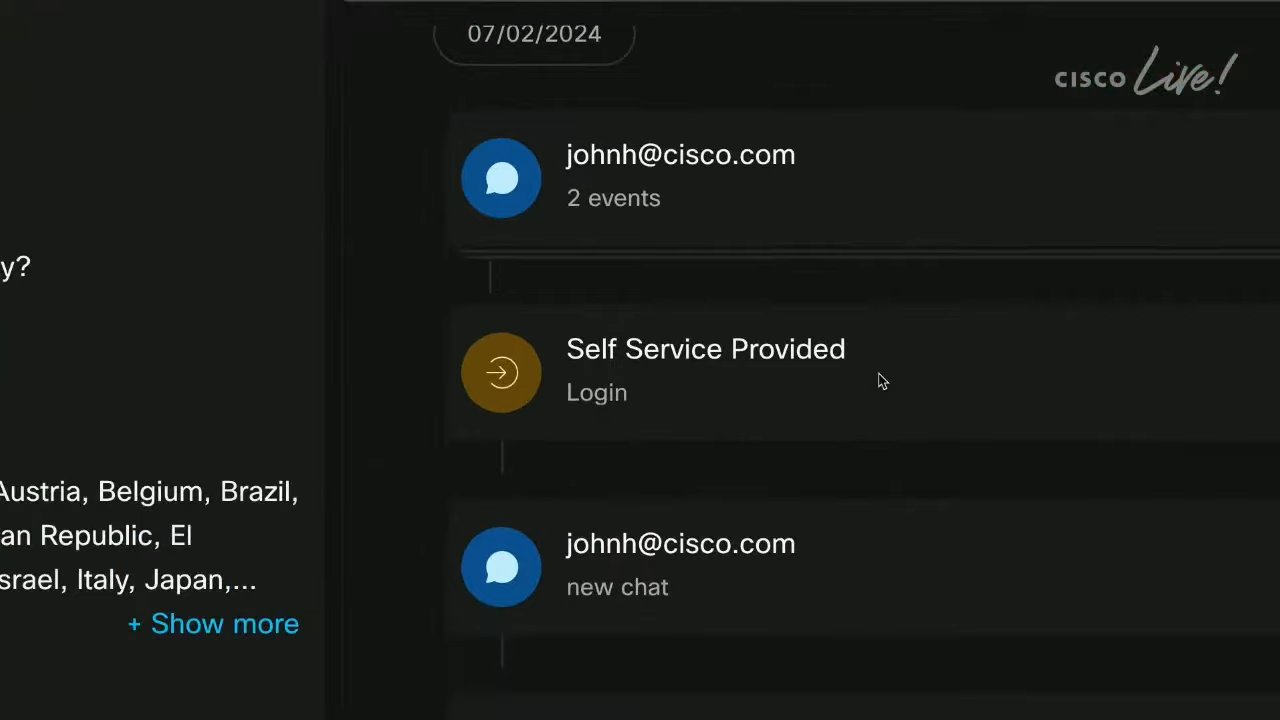 07/02/2024
CISCO Live!
johnh@cisco.com
2 events
y?
Self Service Provided
Login
Austria, Belgium, Brazil,
an Republic, El
srael, Italy, Japan,...
+ Show more
johnh@cisco.com
new chat